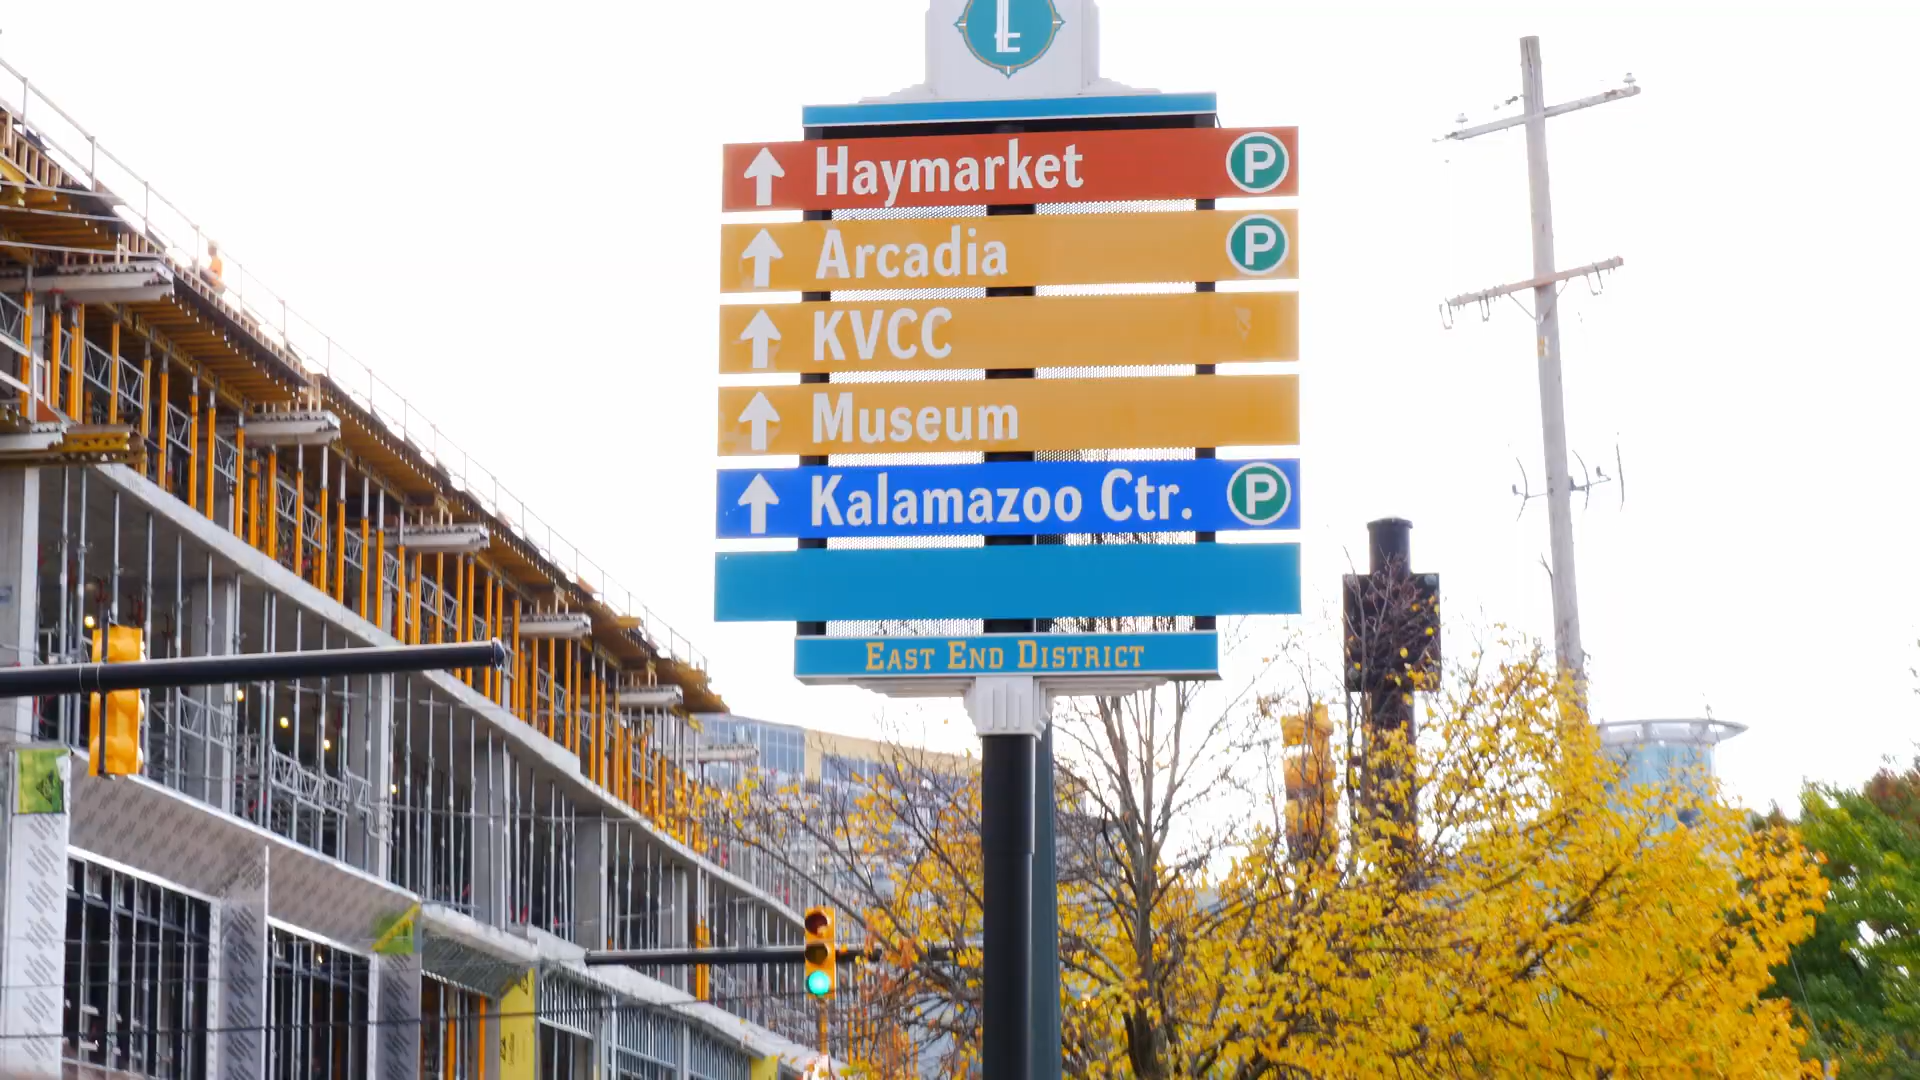 E
Haymarket P
Arcadia P
KVCC
Museum
Kalamazoo Ctr. P
East End District